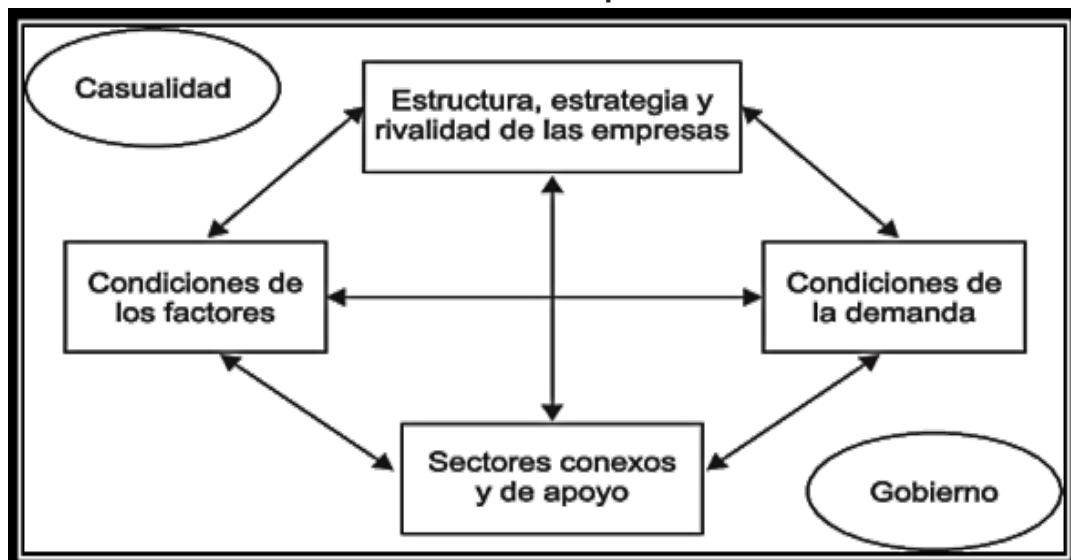 Casualidad
Estructura, estrategia y
rivalidad de las empresas
Condiciones de
los factores
Condiciones de
la demanda
Sectores conexos
y de apoyo
Gobierno